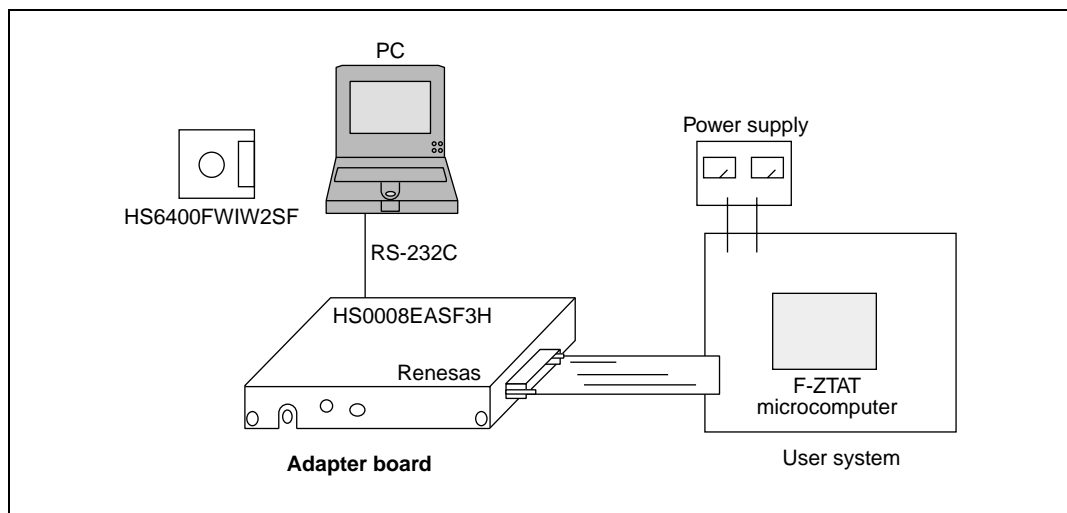 PC
Power supply
HS6400FWIW2SF
RS-232C
HS0008EASF3H
Renesas
F-ZTAT
microcomputer
Adapter board
User system